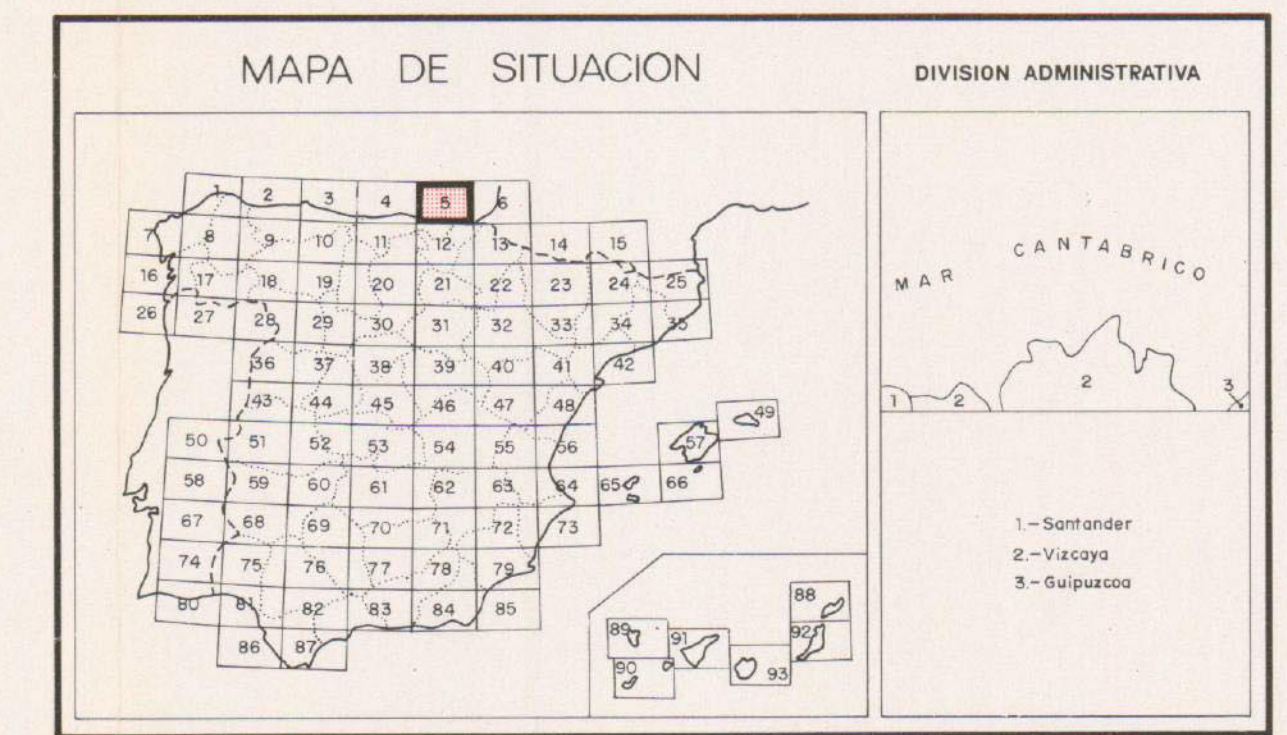 MAPA DE SITUACION
DIVISION ADMINISTRATIVA
1 2 3 4 5 6
8 9 10 11 12 13 14 15
16 17 18 19 20 21 22 23 24 25
26 27 28 29 30 31 32 33 34 35
36 37 38 39 40 41 42
43 44 45 46 47 48 49
50 51 52 53 54 55 56 57
58 59 60 61 62 63 64 65 66
67 68 69 70 71 72 73
74 75 76 77 78 79
80 81 82 83 84 85
86 87
88
89 91 92
90 93
MAR CANTABRICO
1 2 2 3
1.-Santander
2.-Vizcaya
3.-Guipuzcoa